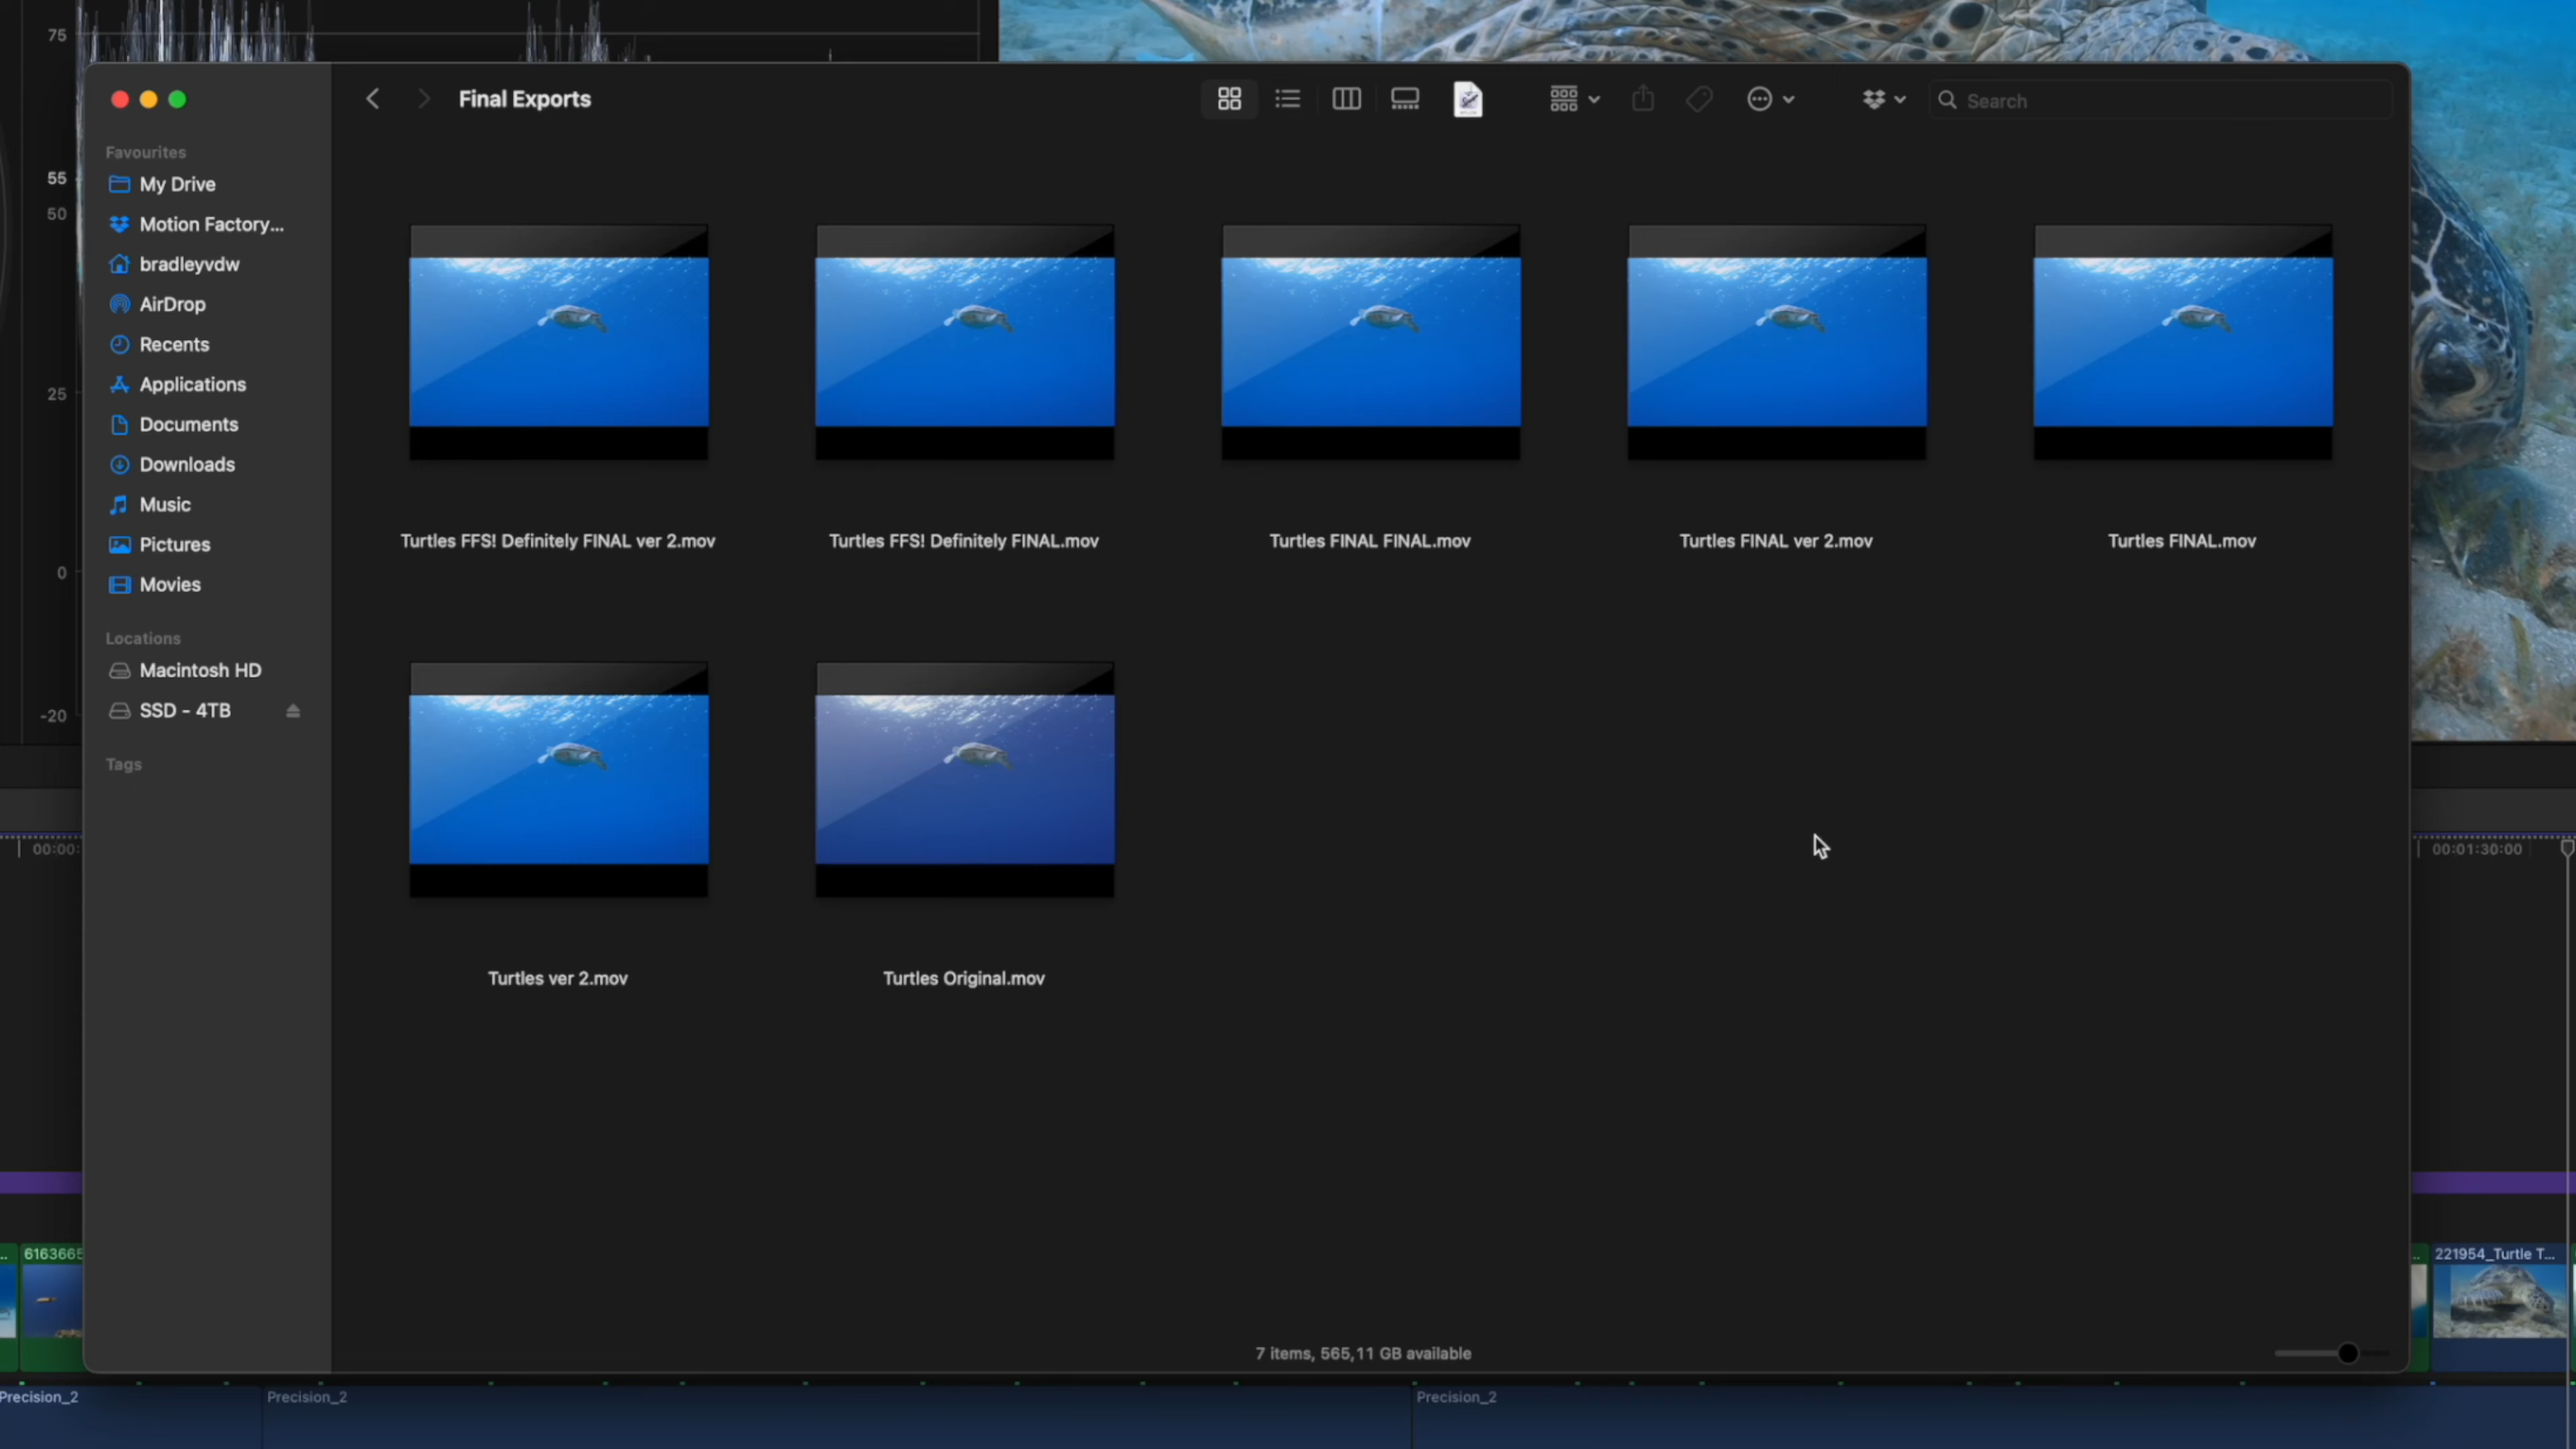 75
55
50
25
0
-20
Final Exports
Search
Favourites
My Drive
Motion Factory...
bradleyvdw
AirDrop
Recents
Applications
Documents
Downloads
Music
Pictures
Movies
Locations
Macintosh HD
SSD - 4TB
Tags
Turtles FFS! Definitely FINAL ver 2.mov
Turtles FFS! Definitely FINAL.mov
Turtles FINAL FINAL.mov
Turtles FINAL ver 2.mov
Turtles FINAL.mov
Turtles ver 2.mov
Turtles Original.mov
7 items, 565,11 GB available
00:00:
00:01:30:00
... 6163665
... 221954_Turtle T...
Precision_2
Precision_2
Precision_2